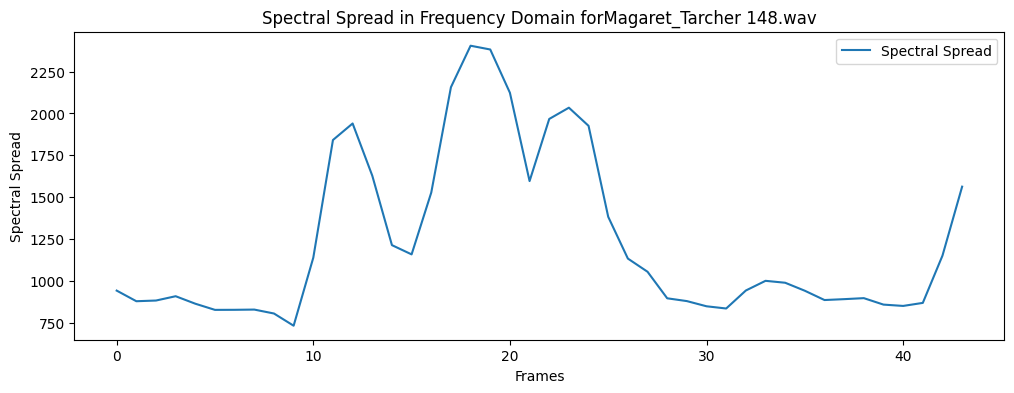 Spectral Spread in Frequency Domain forMagaret_Tarcher 148.wav
Spectral Spread
2250
2000
1750
1500
1250
1000
750
Spectral Spread
0 10 20 30 40
Frames